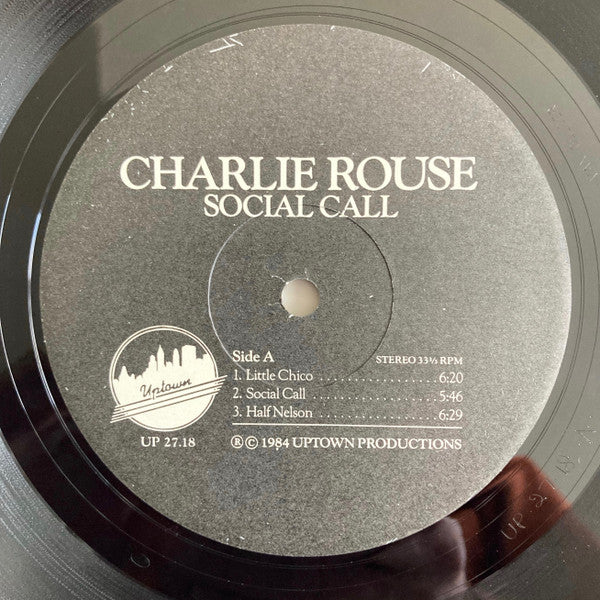 CHARLIE ROUSE
SOCIAL CALL
Side A
STEREO 33⅓ RPM
1. Little Chico . . . . . . . . . . . . . . . . . . . . 6:20
2. Social Call . . . . . . . . . . . . . . . . . . . . . 5:46
3. Half Nelson . . . . . . . . . . . . . . . . . . . . 6:29
Uptown
UP 27.18
Ⓡ © 1984 UPTOWN PRODUCTIONS